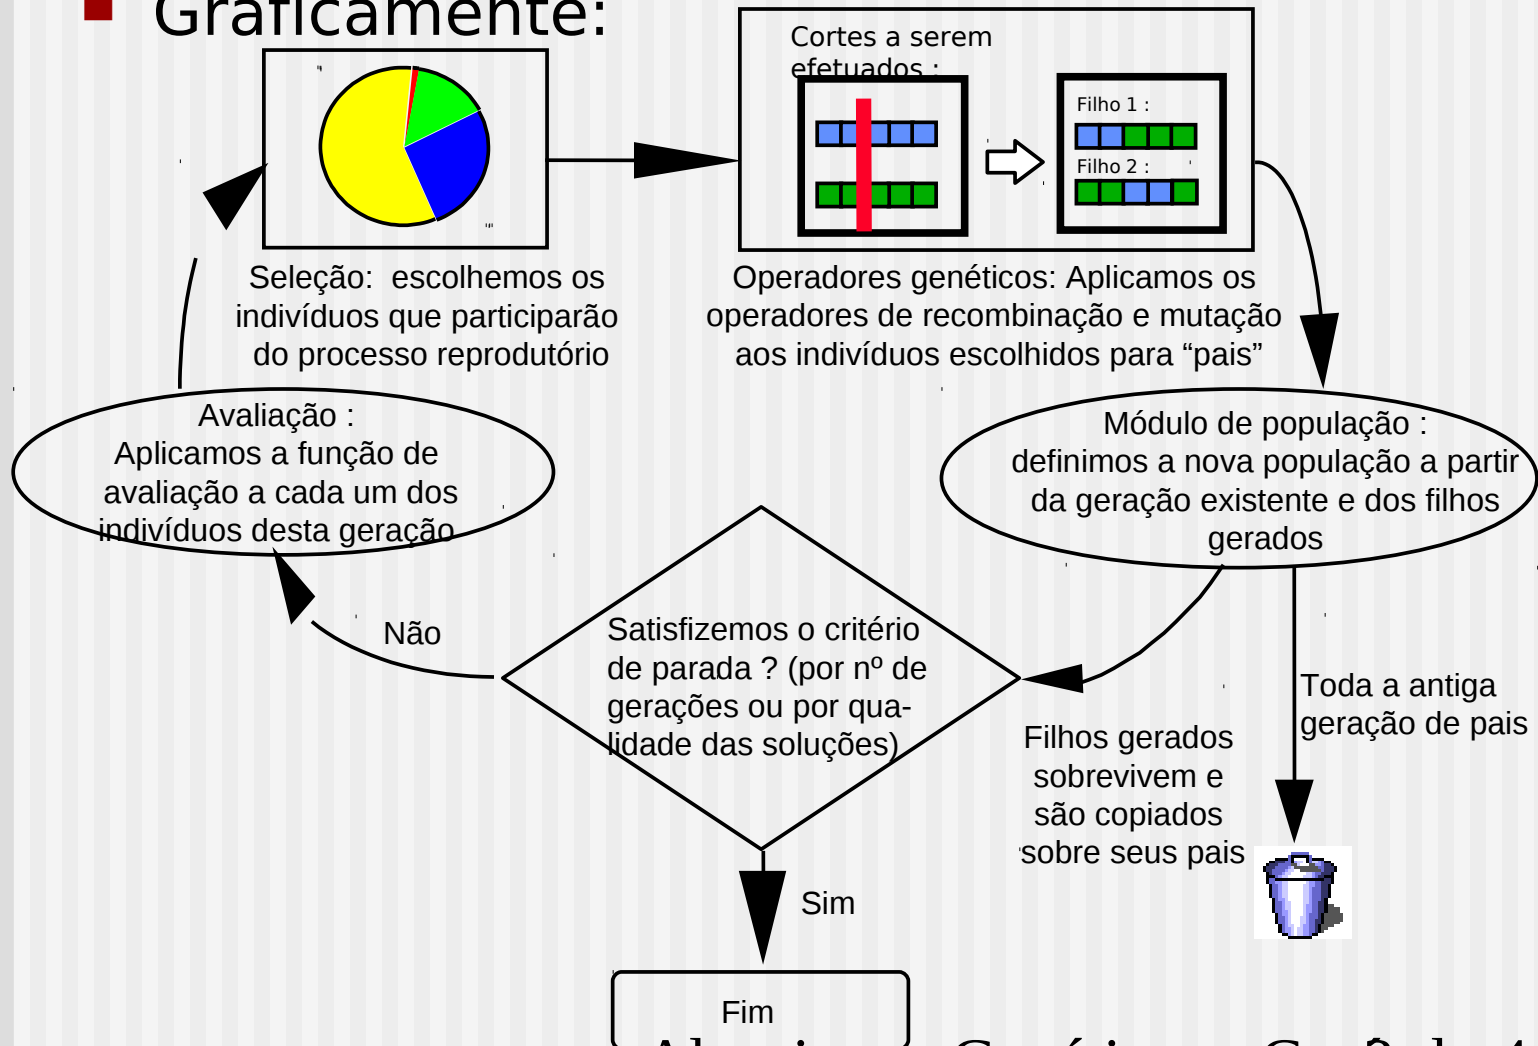 Graficamente:
Cortes a serem
efetuados :
Filho 1 :
Filho 2 :
Seleção: escolhemos os
indivíduos que participarão
do processo reprodutório
Operadores genéticos: Aplicamos os
operadores de recombinação e mutação
aos indivíduos escolhidos para “pais”
Avaliação :
Aplicamos a função de
avaliação a cada um dos
indivíduos desta geração
Módulo de população :
definimos a nova população a partir
da geração existente e dos filhos
gerados
Não
Satisfizemos o critério
de parada ? (por nº de
gerações ou por qua-
lidade das soluções)
Toda a antiga
geração de pais
Filhos gerados
sobrevivem e
são copiados
sobre seus pais
Sim
Fim